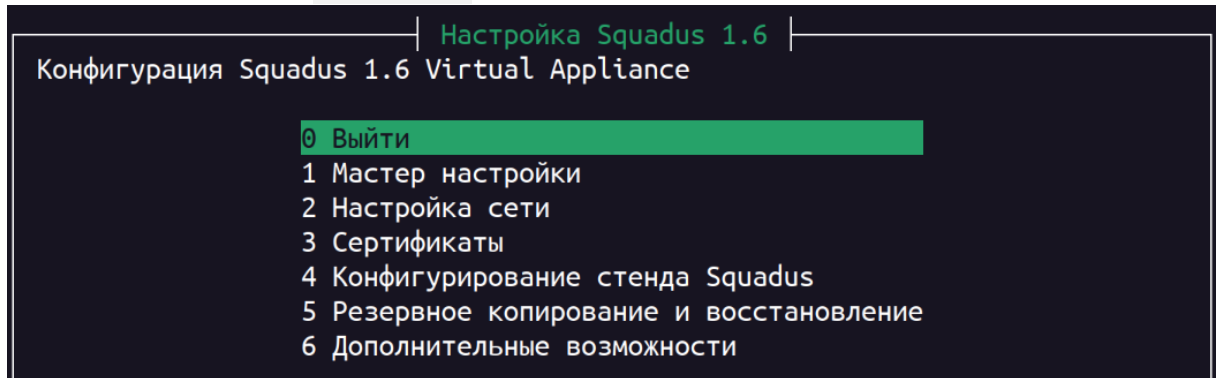 Настройка Squadus 1.6
Конфигурация Squadus 1.6 Virtual Appliance
0 Выйти
1 Мастер настройки
2 Настройка сети
3 Сертификаты
4 Конфигурирование стенда Squadus
5 Резервное копирование и восстановление
6 Дополнительные возможности